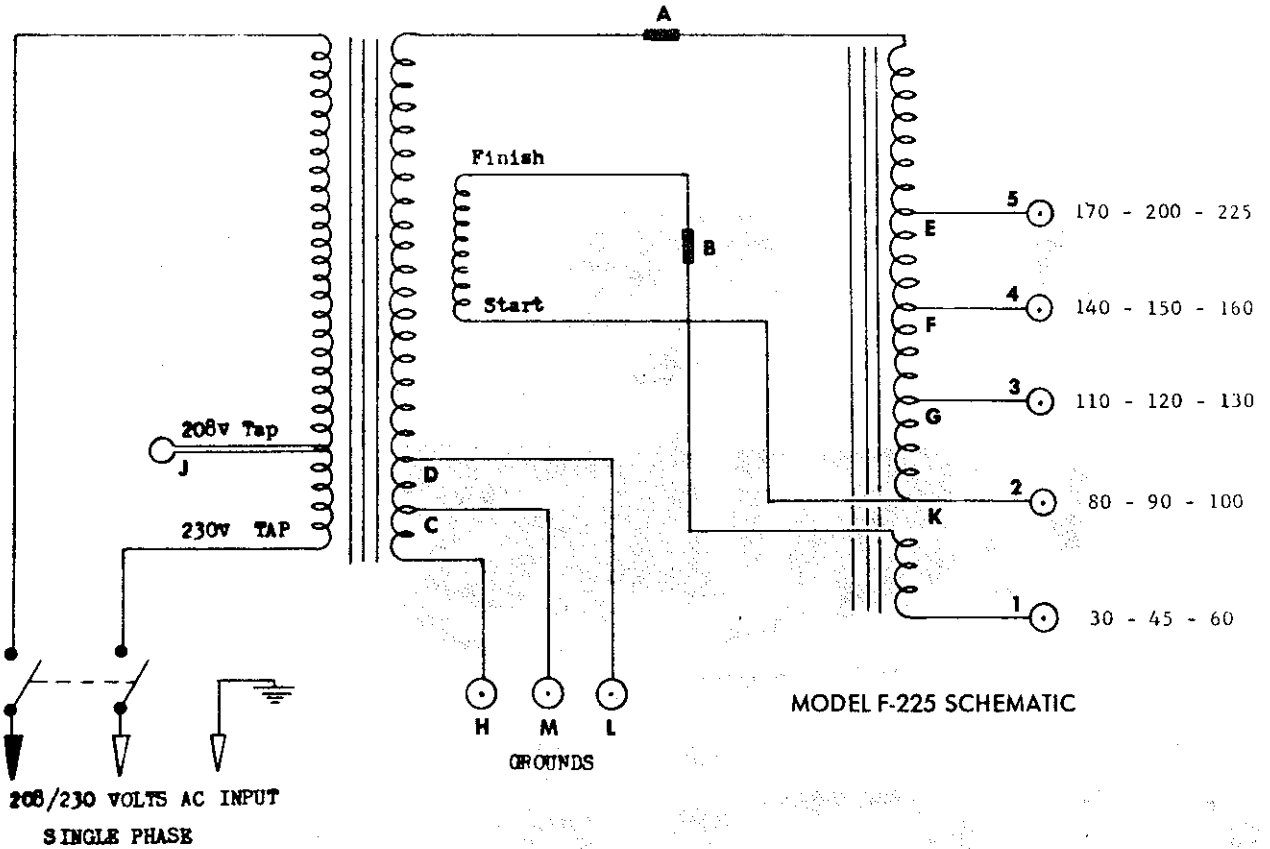 A
Finish
5 170 - 200 - 225
B
E
Start
4 140 - 150 - 160
F
3 110 - 120 - 130
G
208v Tap
J
D
2 80 - 90 - 100
K
C
230v TAP
1 30 - 45 - 60
MODEL F-225 SCHEMATIC
H M L
GROUNDS
208/230 VOLTS AC INPUT
SINGLE PHASE